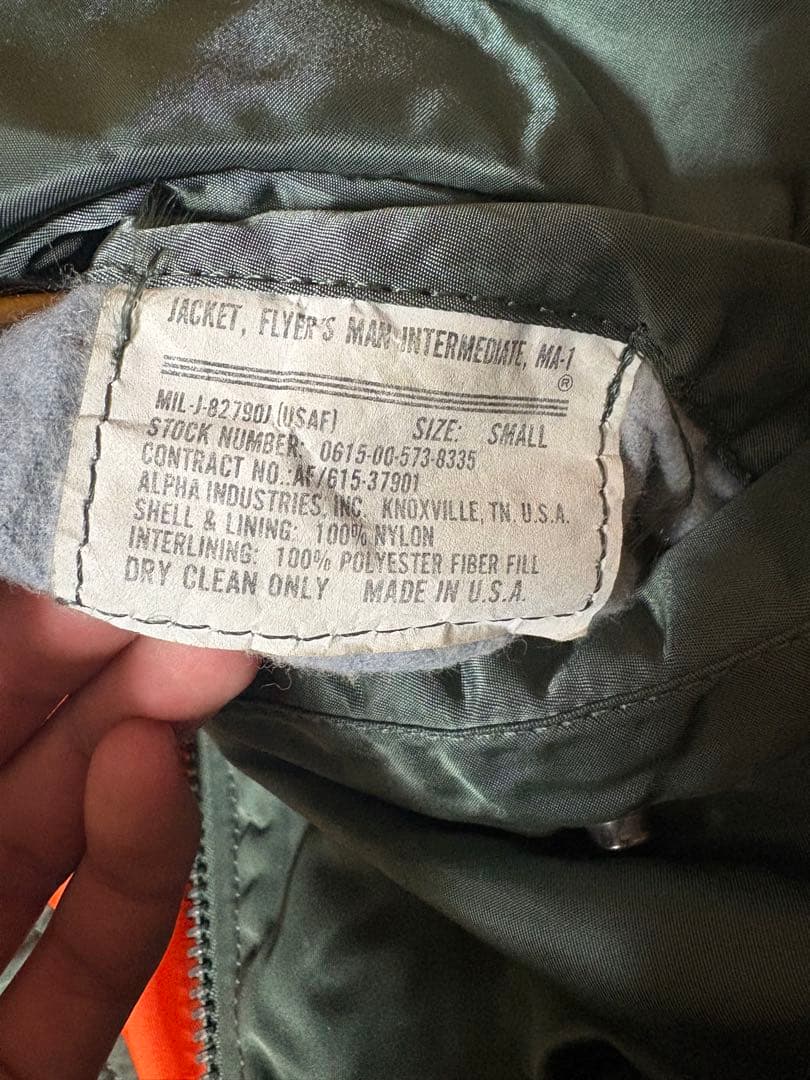 JACKET, FLYER'S MAN-INTERMEDIATE, MA-1
®
MIL-J-82790J (USAF) SIZE: SMALL
STOCK NUMBER: 0615-00-573-8335
CONTRACT NO.: AF/615-37901
ALPHA INDUSTRIES, INC. KNOXVILLE, TN. U.S.A.
SHELL & LINING: 100% NYLON
INTERLINING: 100% POLYESTER FIBER FILL
DRY CLEAN ONLY MADE IN U.S.A.